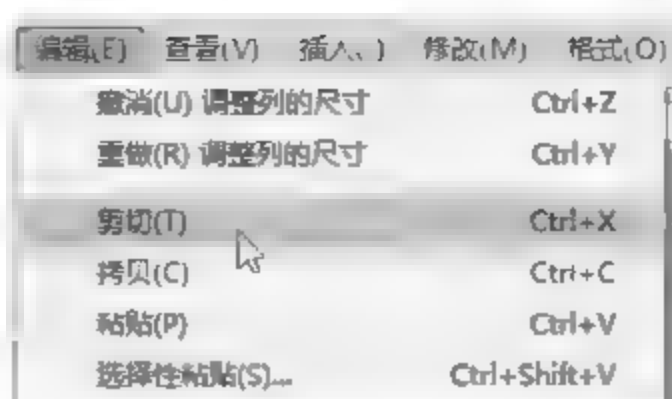 编辑(E) 查看(V) 插入 修改(M) 格式(O)
撤消(U) 调整列的尺寸 Ctrl+Z
重做(R) 调整列的尺寸 Ctrl+Y
剪切(T) Ctrl+X
拷贝(C) Ctrl+C
粘贴(P) Ctrl+V
选择性粘贴(S)... Ctrl+Shift+V